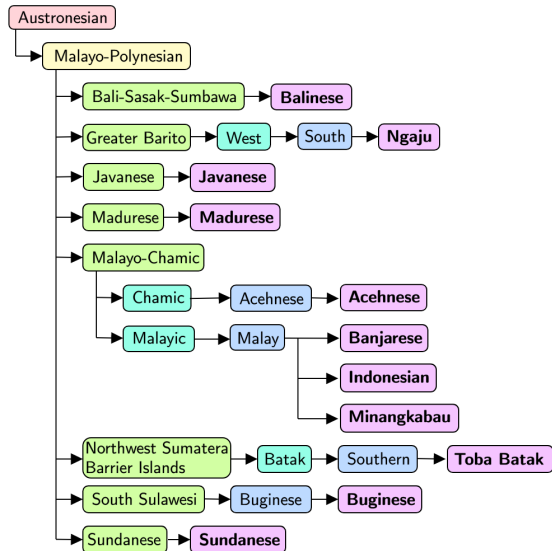 Austronesian
Malayo-Polynesian
Bali-Sasak-Sumbawa
Balinese
Greater Barito
West
South
Ngaju
Javanese
Javanese
Madurese
Madurese
Malayo-Chamic
Chamic
Acehnese
Acehnese
Malayic
Malay
Banjarese
Indonesian
Minangkabau
Northwest Sumatera
Barrier Islands
Batak
Southern
Toba Batak
South Sulawesi
Buginese
Buginese
Sundanese
Sundanese